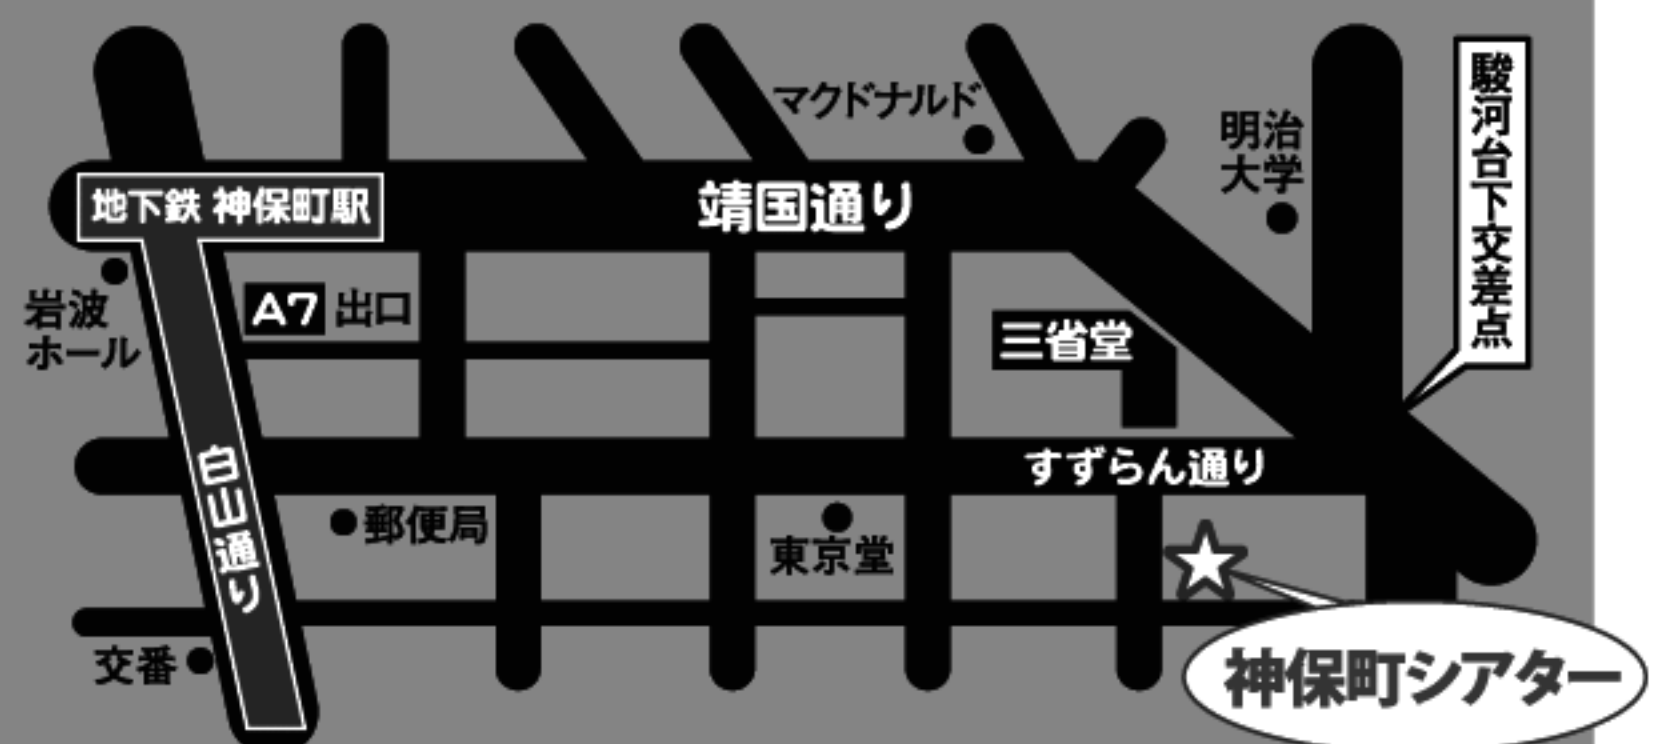 マクドナルド
明治
大学
駿河台下交差点
地下鉄 神保町駅
靖国通り
岩波
ホール
A7 出口
三省堂
すずらん通り
白山通り
郵便局
東京堂
交番
神保町シアター